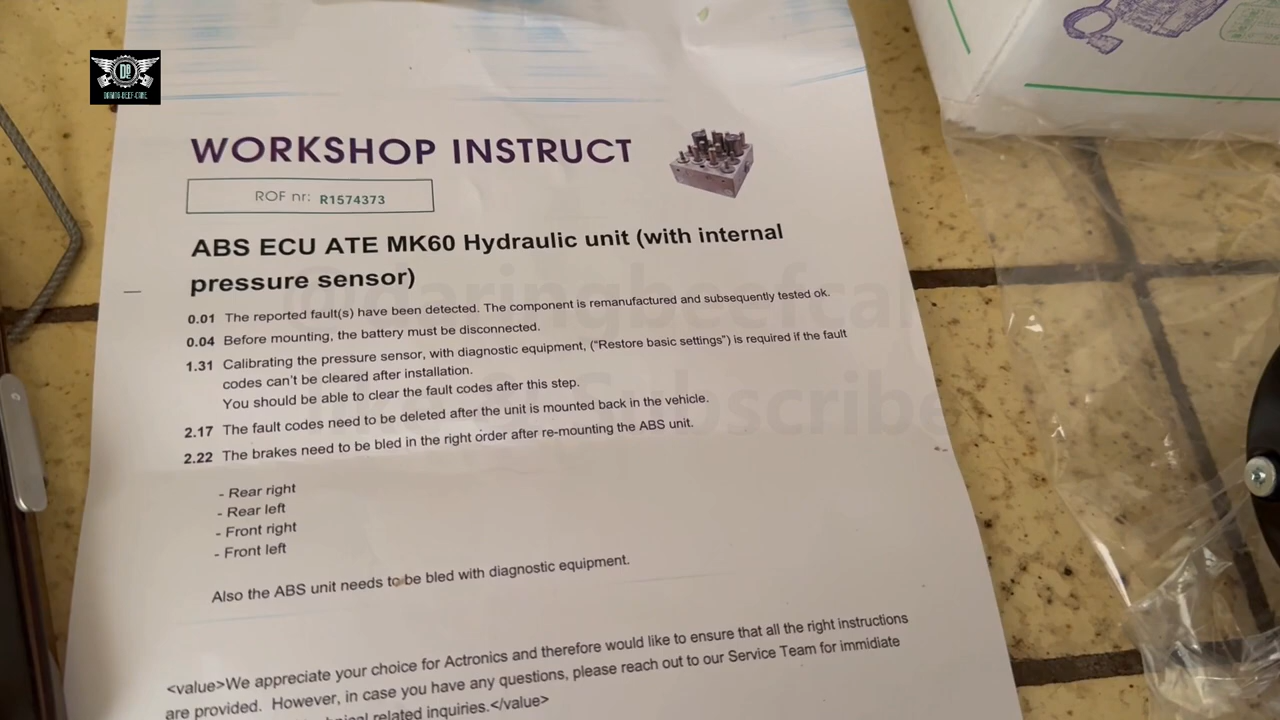 DARING-BEEF-CAKE
WORKSHOP INSTRUCT
ROF nr: R1574373
ABS ECU ATE MK60 Hydraulic unit (with internal
pressure sensor)
0.01 The reported fault(s) have been detected. The component is remanufactured and subsequently tested ok.
0.04 Before mounting, the battery must be disconnected.
1.31 Calibrating the pressure sensor, with diagnostic equipment, (“Restore basic settings”) is required if the fault
codes can't be cleared after installation.
You should be able to clear the fault codes after this step.
2.17 The fault codes need to be deleted after the unit is mounted back in the vehicle.
2.22 The brakes need to be bled in the right order after re-mounting the ABS unit.
- Rear right
- Rear left
- Front right
- Front left
Also the ABS unit needs to be bled with diagnostic equipment.
<value>We appreciate your choice for Actronics and therefore would like to ensure that all the right instructions
are provided. However, in case you have any questions, please reach out to our Service Team for immidiate
related inquiries.</value>
@daringbeefcake
Subscribe